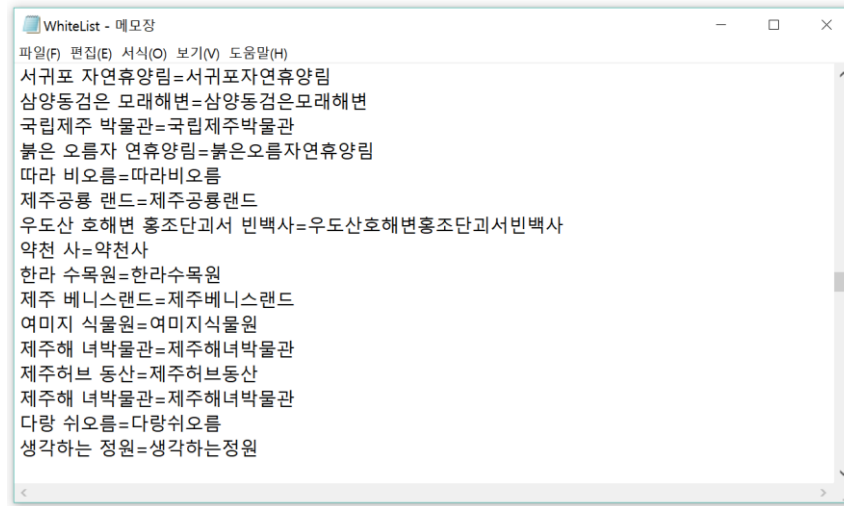 WhiteList - 메모장
파일(F) 편집(E) 서식(O) 보기(V) 도움말(H)
서귀포 자연휴양림=서귀포자연휴양림
삼양동검은 모래해변=삼양동검은모래해변
국립제주 박물관=국립제주박물관
붉은 오름자 연휴양림=붉은오름자연휴양림
따라 비오름=따라비오름
제주공룡 랜드=제주공룡랜드
우도산 호해변 홍조단괴서 빈백사=우도산호해변홍조단괴서빈백사
약천 사=약천사
한라 수목원=한라수목원
제주 베니스랜드=제주베니스랜드
여미지 식물원=여미지식물원
제주해 녀박물관=제주해녀박물관
제주허브 동산=제주허브동산
제주해 녀박물관=제주해녀박물관
다랑 쉬오름=다랑쉬오름
생각하는 정원=생각하는정원